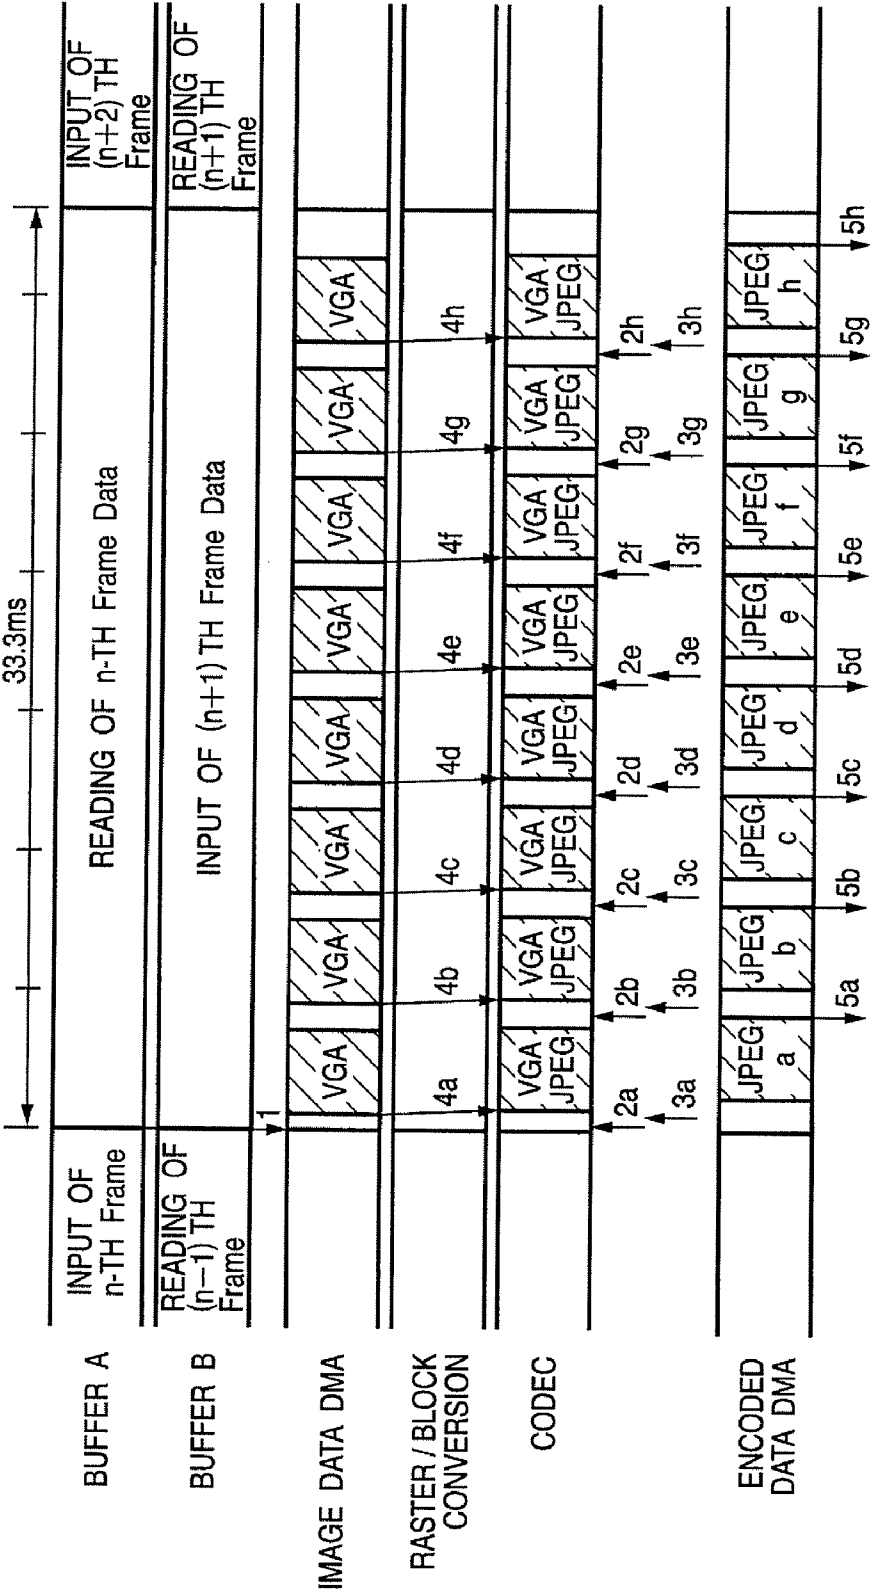 33.3ms
BUFFER A
INPUT OF
n-TH Frame
READING OF n-TH Frame Data
INPUT OF
(n+2) TH
Frame
BUFFER B
READING OF
(n−1) TH
Frame
INPUT OF (n+1) TH Frame Data
READING OF
(n+1) TH
Frame
1
IMAGE DATA DMA
VGA
VGA
VGA
VGA
VGA
VGA
VGA
VGA
RASTER/BLOCK
CONVERSION
4a
4b
4c
4d
4e
4f
4g
4h
CODEC
VGA
JPEG
VGA
JPEG
VGA
JPEG
VGA
JPEG
VGA
JPEG
VGA
JPEG
VGA
JPEG
VGA
JPEG
2a
2b
2c
2d
2e
2f
2g
2h
3a
3b
3c
3d
3e
3f
3g
3h
ENCODED
DATA DMA
JPEG
a
JPEG
b
JPEG
c
JPEG
d
JPEG
e
JPEG
f
JPEG
g
JPEG
h
5a
5b
5c
5d
5e
5f
5g
5h